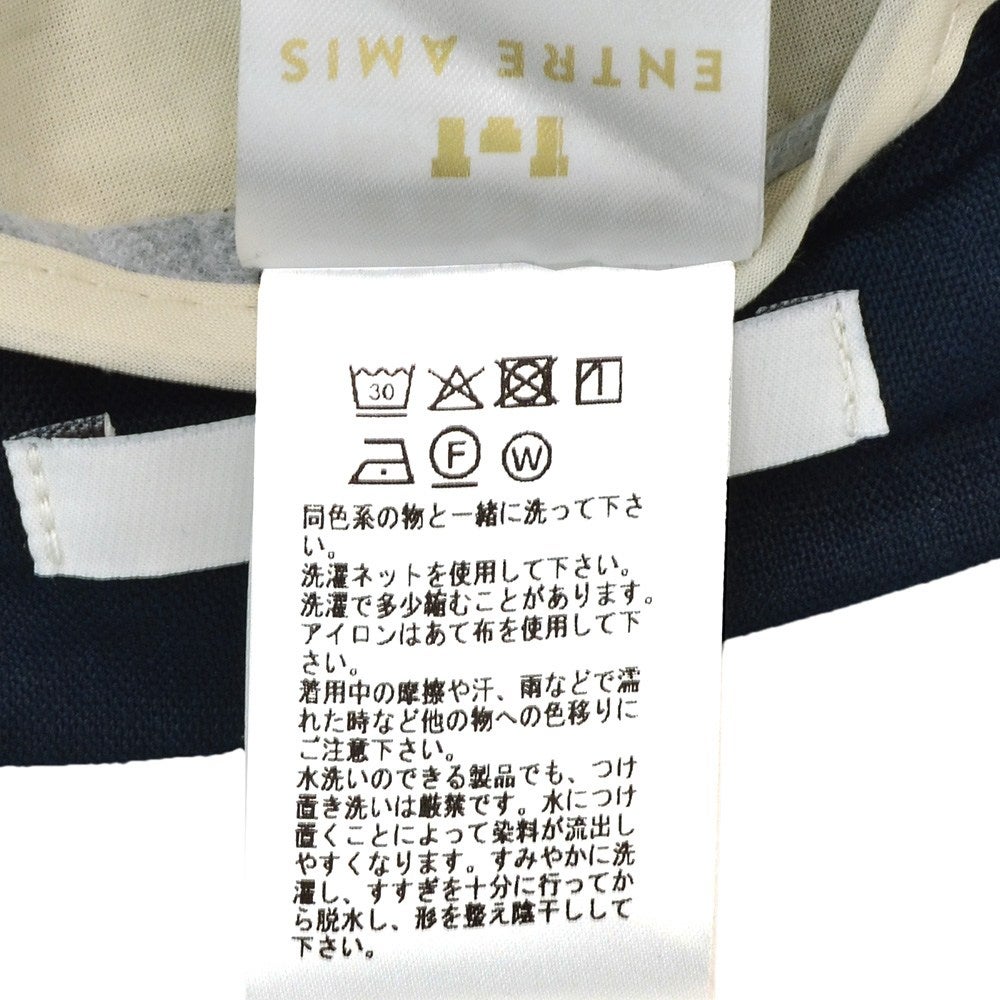 ENTRE AMIS
30
F W
同色系の物と一緒に洗って下さ
い。
洗濯ネットを使用して下さい。
洗濯で多少縮むことがあります。
アイロンはあて布を使用して下
さい。
着用中の摩擦や汗、雨などで濡
れた時など他の物への色移りに
ご注意下さい。
水洗いのできる製品でも、つけ
置き洗いは厳禁です。水につけ
置くことによって染料が流出し
やすくなります。すみやかに洗
濯し、すすぎを十分に行ってか
ら脱水し、形を整え陰干しして
下さい。